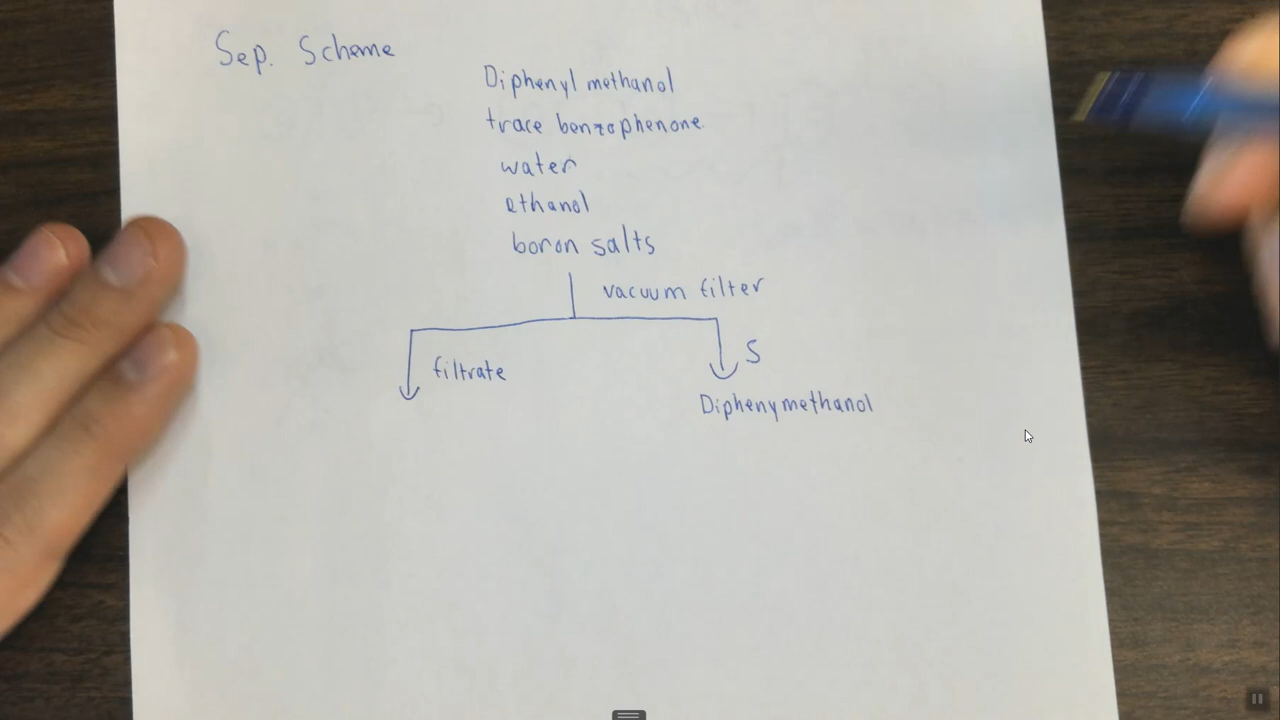 Sep. Scheme
Diphenyl methanol
trace benzophenone
water
ethanol
boron salts
vacuum filter
S
filtrate
Diphenymethanol